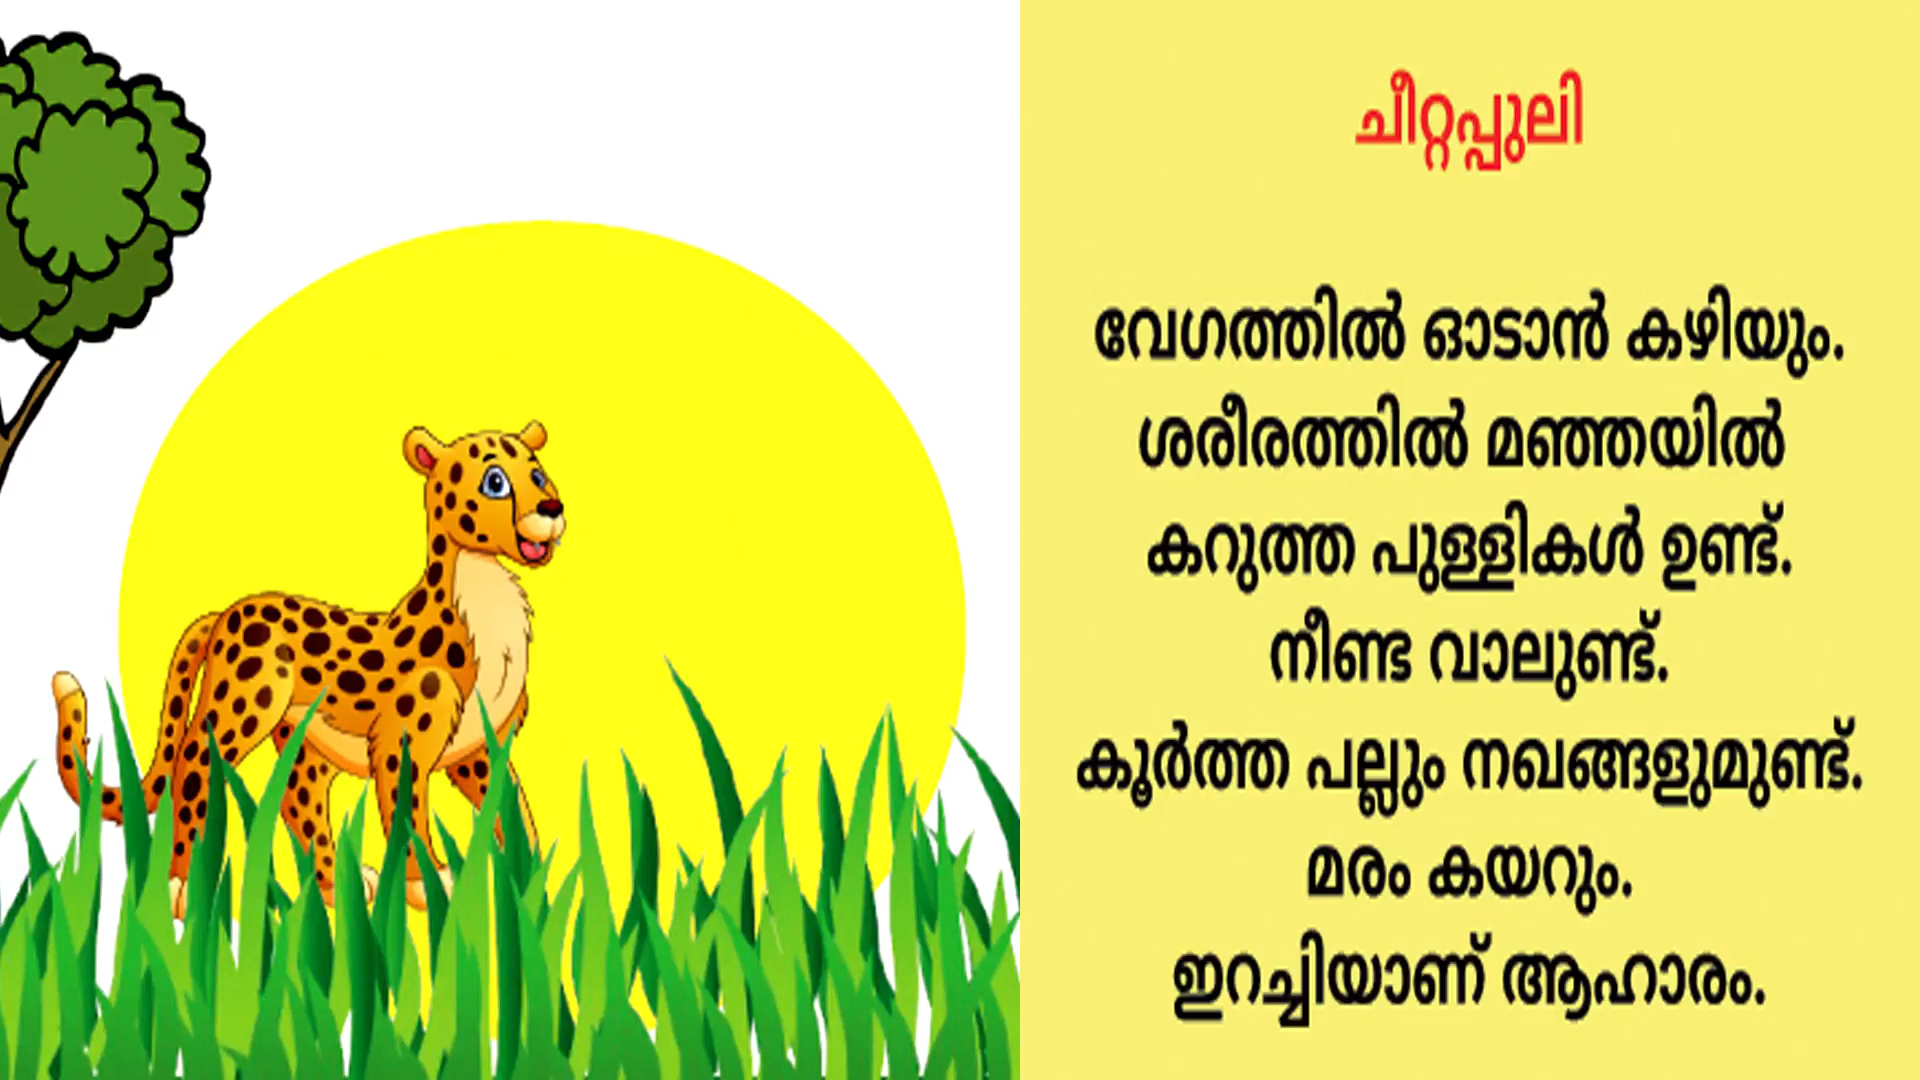 ചീറ്റപ്പുലി
വേഗത്തിൽ ഓടാൻ കഴിയും.
ശരീരത്തിൽ മഞ്ഞയിൽ
കറുത്ത പുള്ളികൾ ഉണ്ട്.
നീണ്ട വാലുണ്ട്.
കൂർത്ത പല്ലും നഖങ്ങളുമുണ്ട്.
മരം കയറും.
ഇറച്ചിയാണ് ആഹാരം.